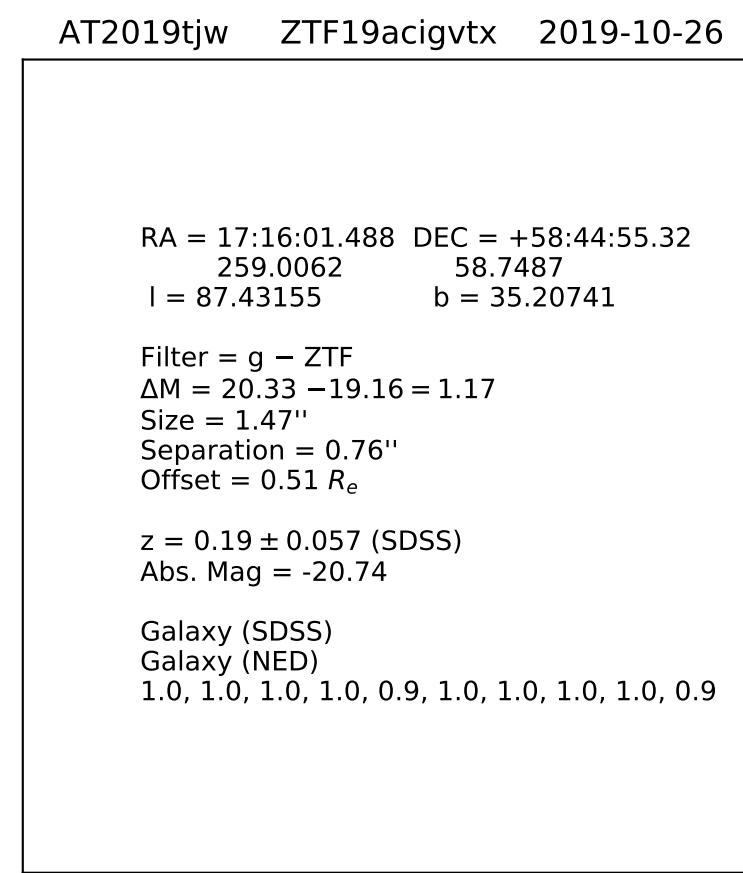 AT2019tjw ZTF19acigvtx 2019-10-26
RA = 17:16:01.488 DEC = +58:44:55.32
259.0062 58.7487
l = 87.43155 b = 35.20741
Filter = g − ZTF
ΔM = 20.33 −19.16 = 1.17
Size = 1.47''
Separation = 0.76''
Offset = 0.51 Rₑ
z = 0.19 ± 0.057 (SDSS)
Abs. Mag = -20.74
Galaxy (SDSS)
Galaxy (NED)
1.0, 1.0, 1.0, 1.0, 0.9, 1.0, 1.0, 1.0, 1.0, 0.9